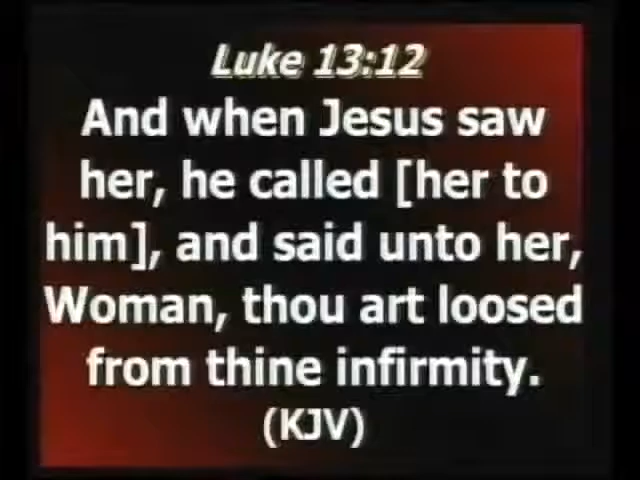 Luke 13:12
And when Jesus saw
her, he called [her to
him], and said unto her,
Woman, thou art loosed
from thine infirmity.
(KJV)